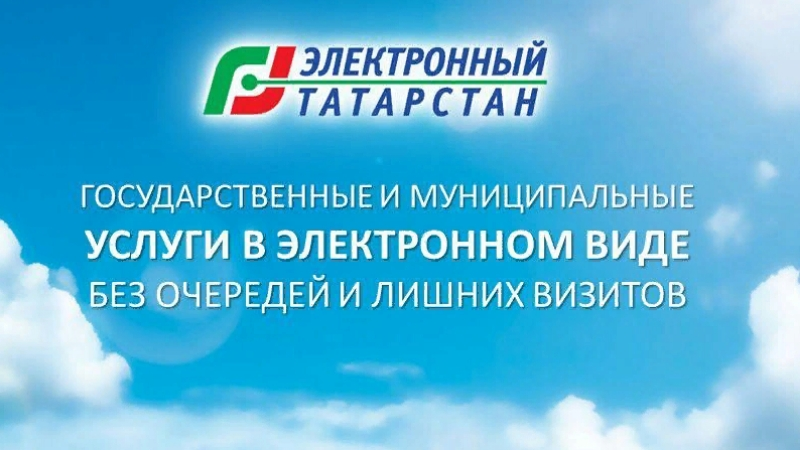 ЭЛЕКТРОННЫЙ
ТАТАРСТАН
ГОСУДАРСТВЕННЫЕ И МУНИЦИПАЛЬНЫЕ
УСЛУГИ В ЭЛЕКТРОННОМ ВИДЕ
БЕЗ ОЧЕРЕДЕЙ И ЛИШНИХ ВИЗИТОВ